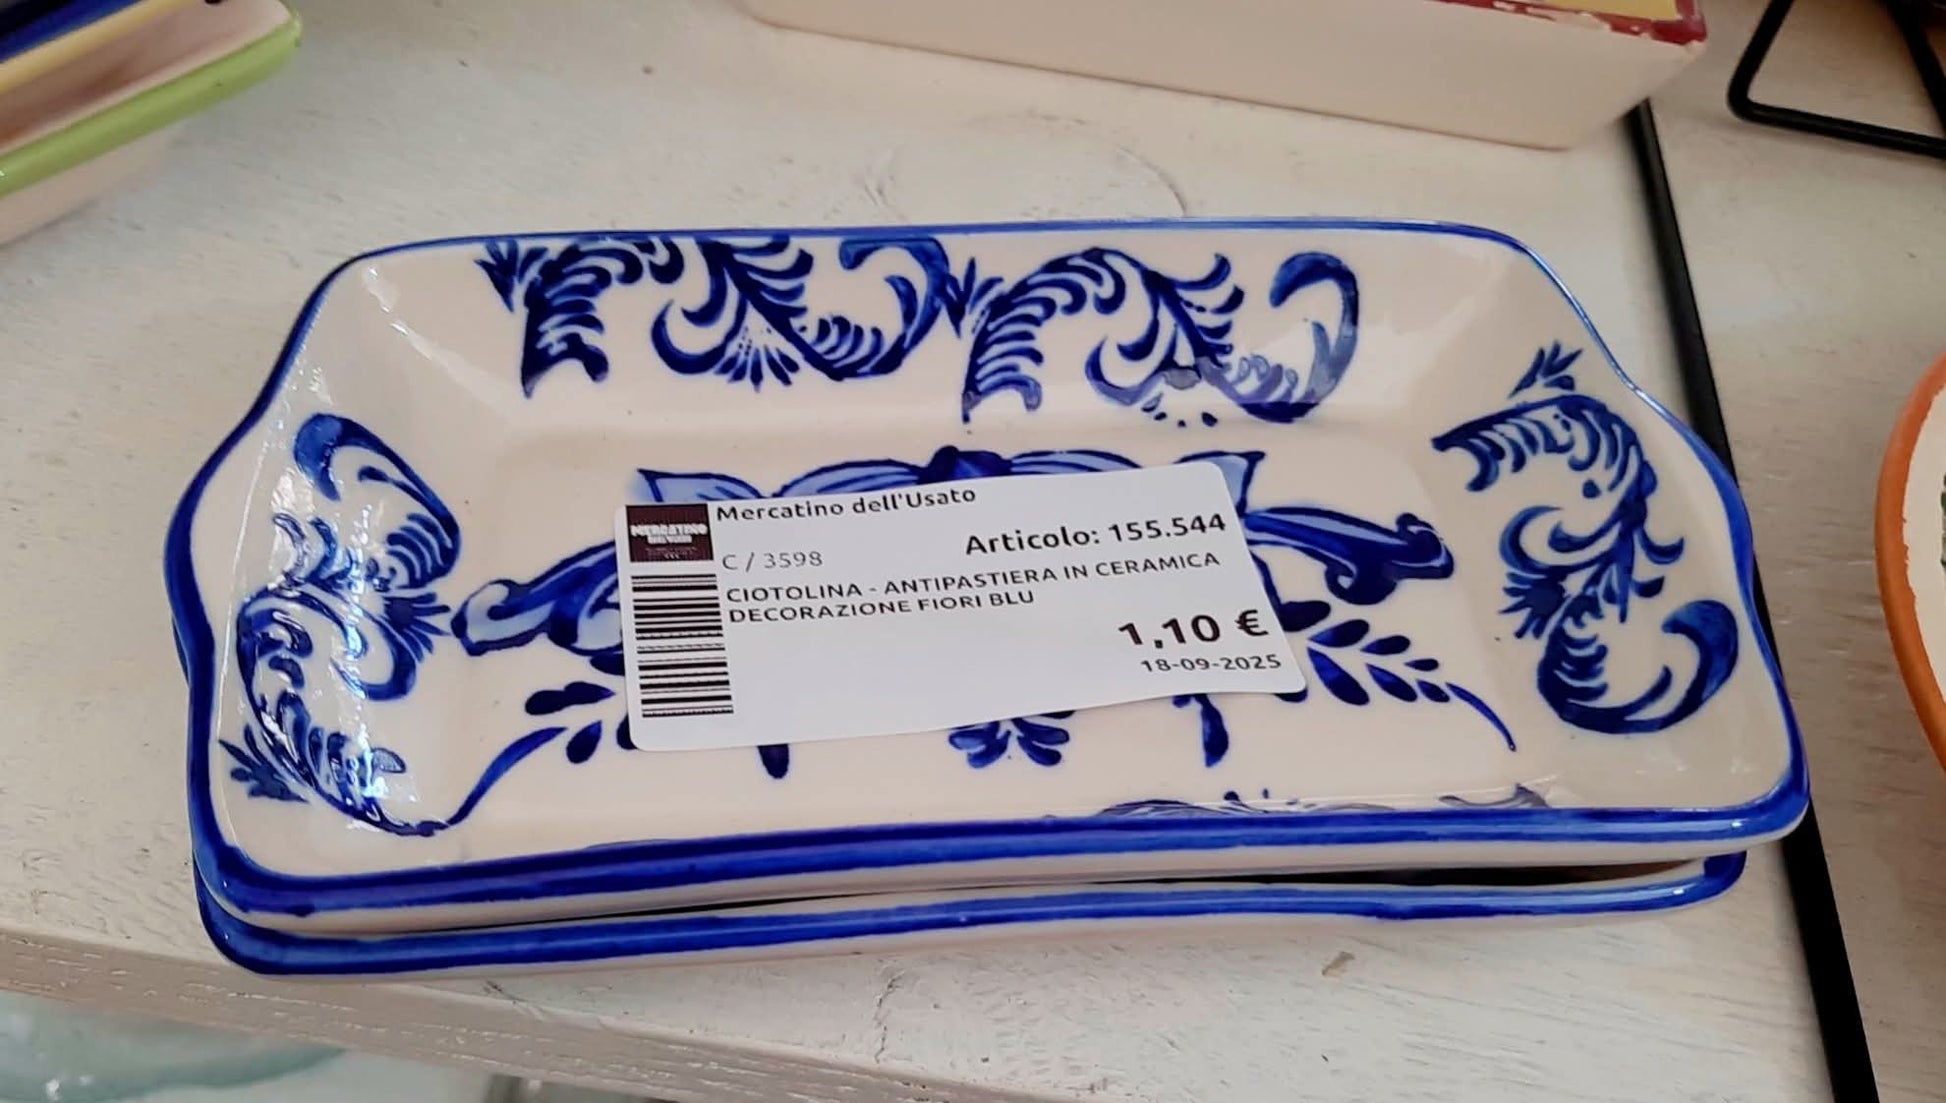 Mercatino dell'Usato
MERCATINO
C / 3598
Articolo: 155.544
CIOTOLINA - ANTIPASTIERA IN CERAMICA
DECORAZIONE FIORI BLU
1,10 €
18-09-2025